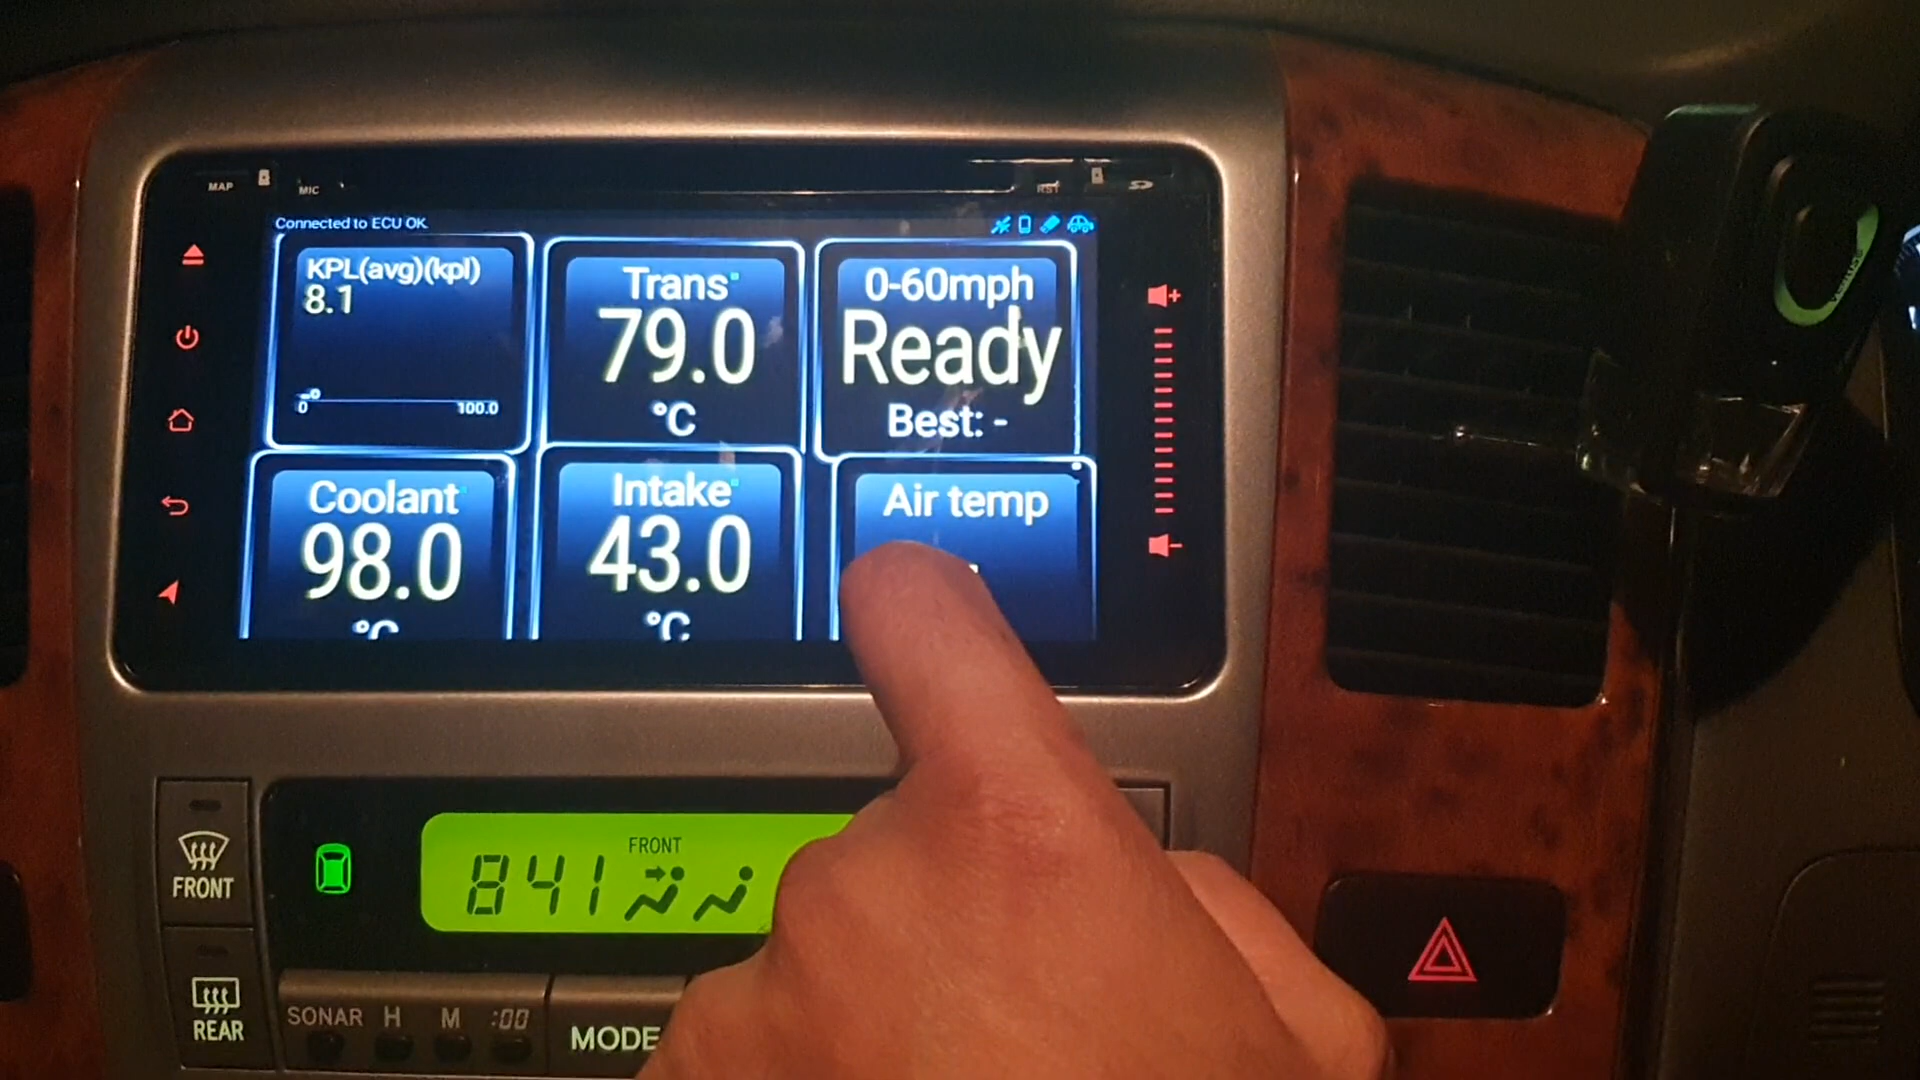 MAP
MIC
RST
Connected to ECU OK
KPL(avg)(kpl)
8.1
0
100.0
Trans
79.0
°C
0-60mph
Ready
Best: -
Coolant
98.0
°C
Intake
43.0
°C
Air temp
FRONT
841
FRONT
REAR
SONAR H M :00
MODE